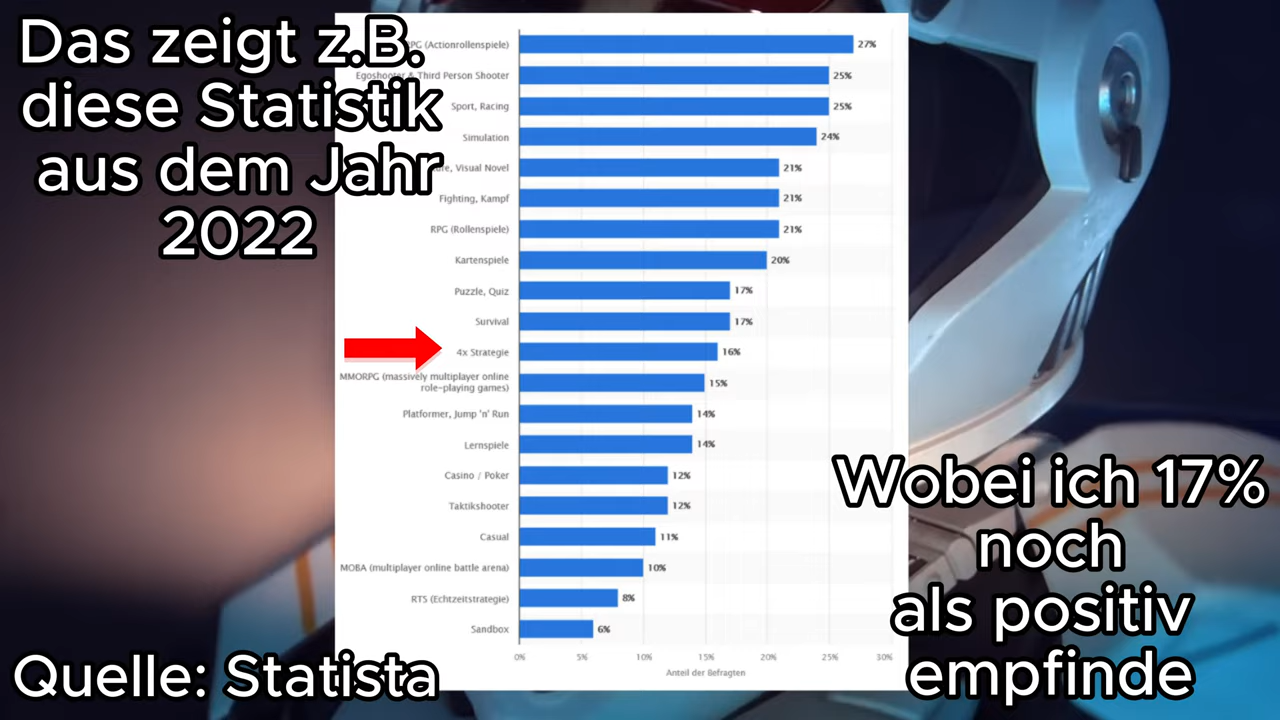 Das zeigt z.B.
diese Statistik
aus dem Jahr
2022
PG (Actionrollenspiele) 27%
Egoshooter & Third Person Shooter 25%
Sport, Racing 25%
Simulation 24%
Visual Novel 21%
Fighting, Kampf 21%
RPG (Rollenspiele) 21%
Kartenspiele 20%
Puzzle, Quiz 17%
Survival 17%
4x Strategie 16%
MMORPG (massively multiplayer online
role-playing games) 15%
Platformer, Jump 'n' Run 14%
Lernspiele 14%
Casino / Poker 12%
Taktikshooter 12%
Casual 11%
MOBA (multiplayer online battle arena) 10%
RTS (Echtzeitstrategie) 8%
Sandbox 6%
0% 5% 10% 15% 20% 25% 30%
Anteil der Befragten
Wobei ich 17%
noch
als positiv
empfinde
Quelle: Statista